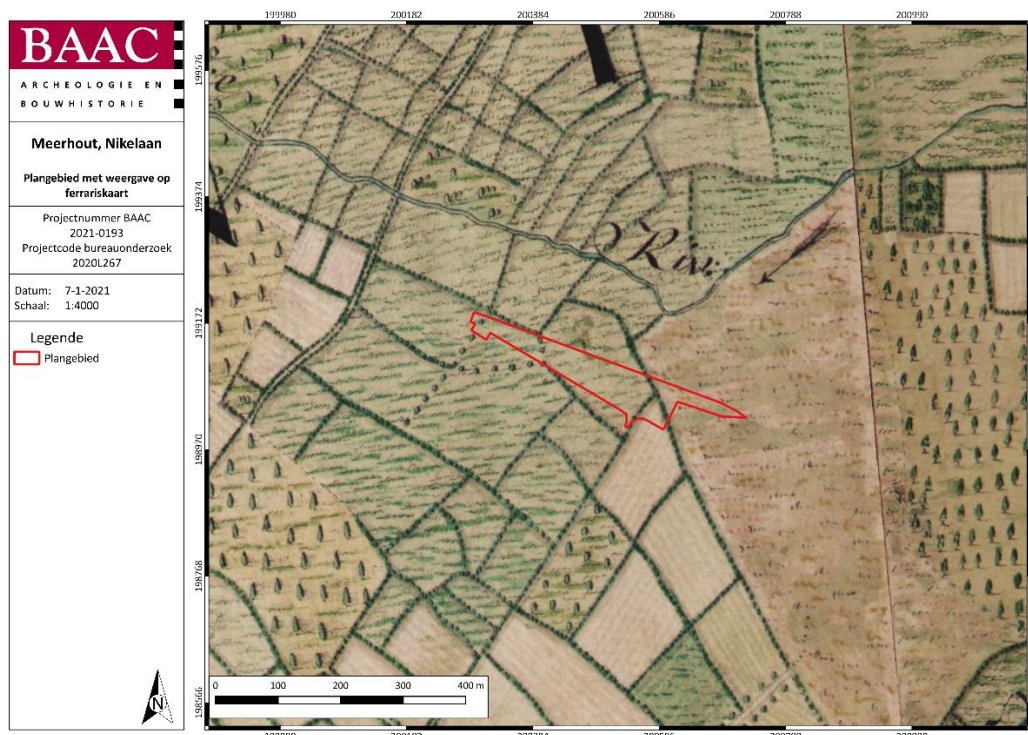 BAAC
ARCHEOLOGIE EN
BOUWHISTORIE
Meerhout, Nikelaan
Plangebied met weergave op
ferrariskaart
Projectnummer BAAC
2021-0193
Projectcode bureauonderzoek
2020L267
Datum: 7-1-2021
Schaal: 1:4000
Legende
Plangebied
N
199980 200182 200384 200586 200788 200990
199576
199374
199172
198970
198768
198566
Riv:
0 100 200 300 400 m